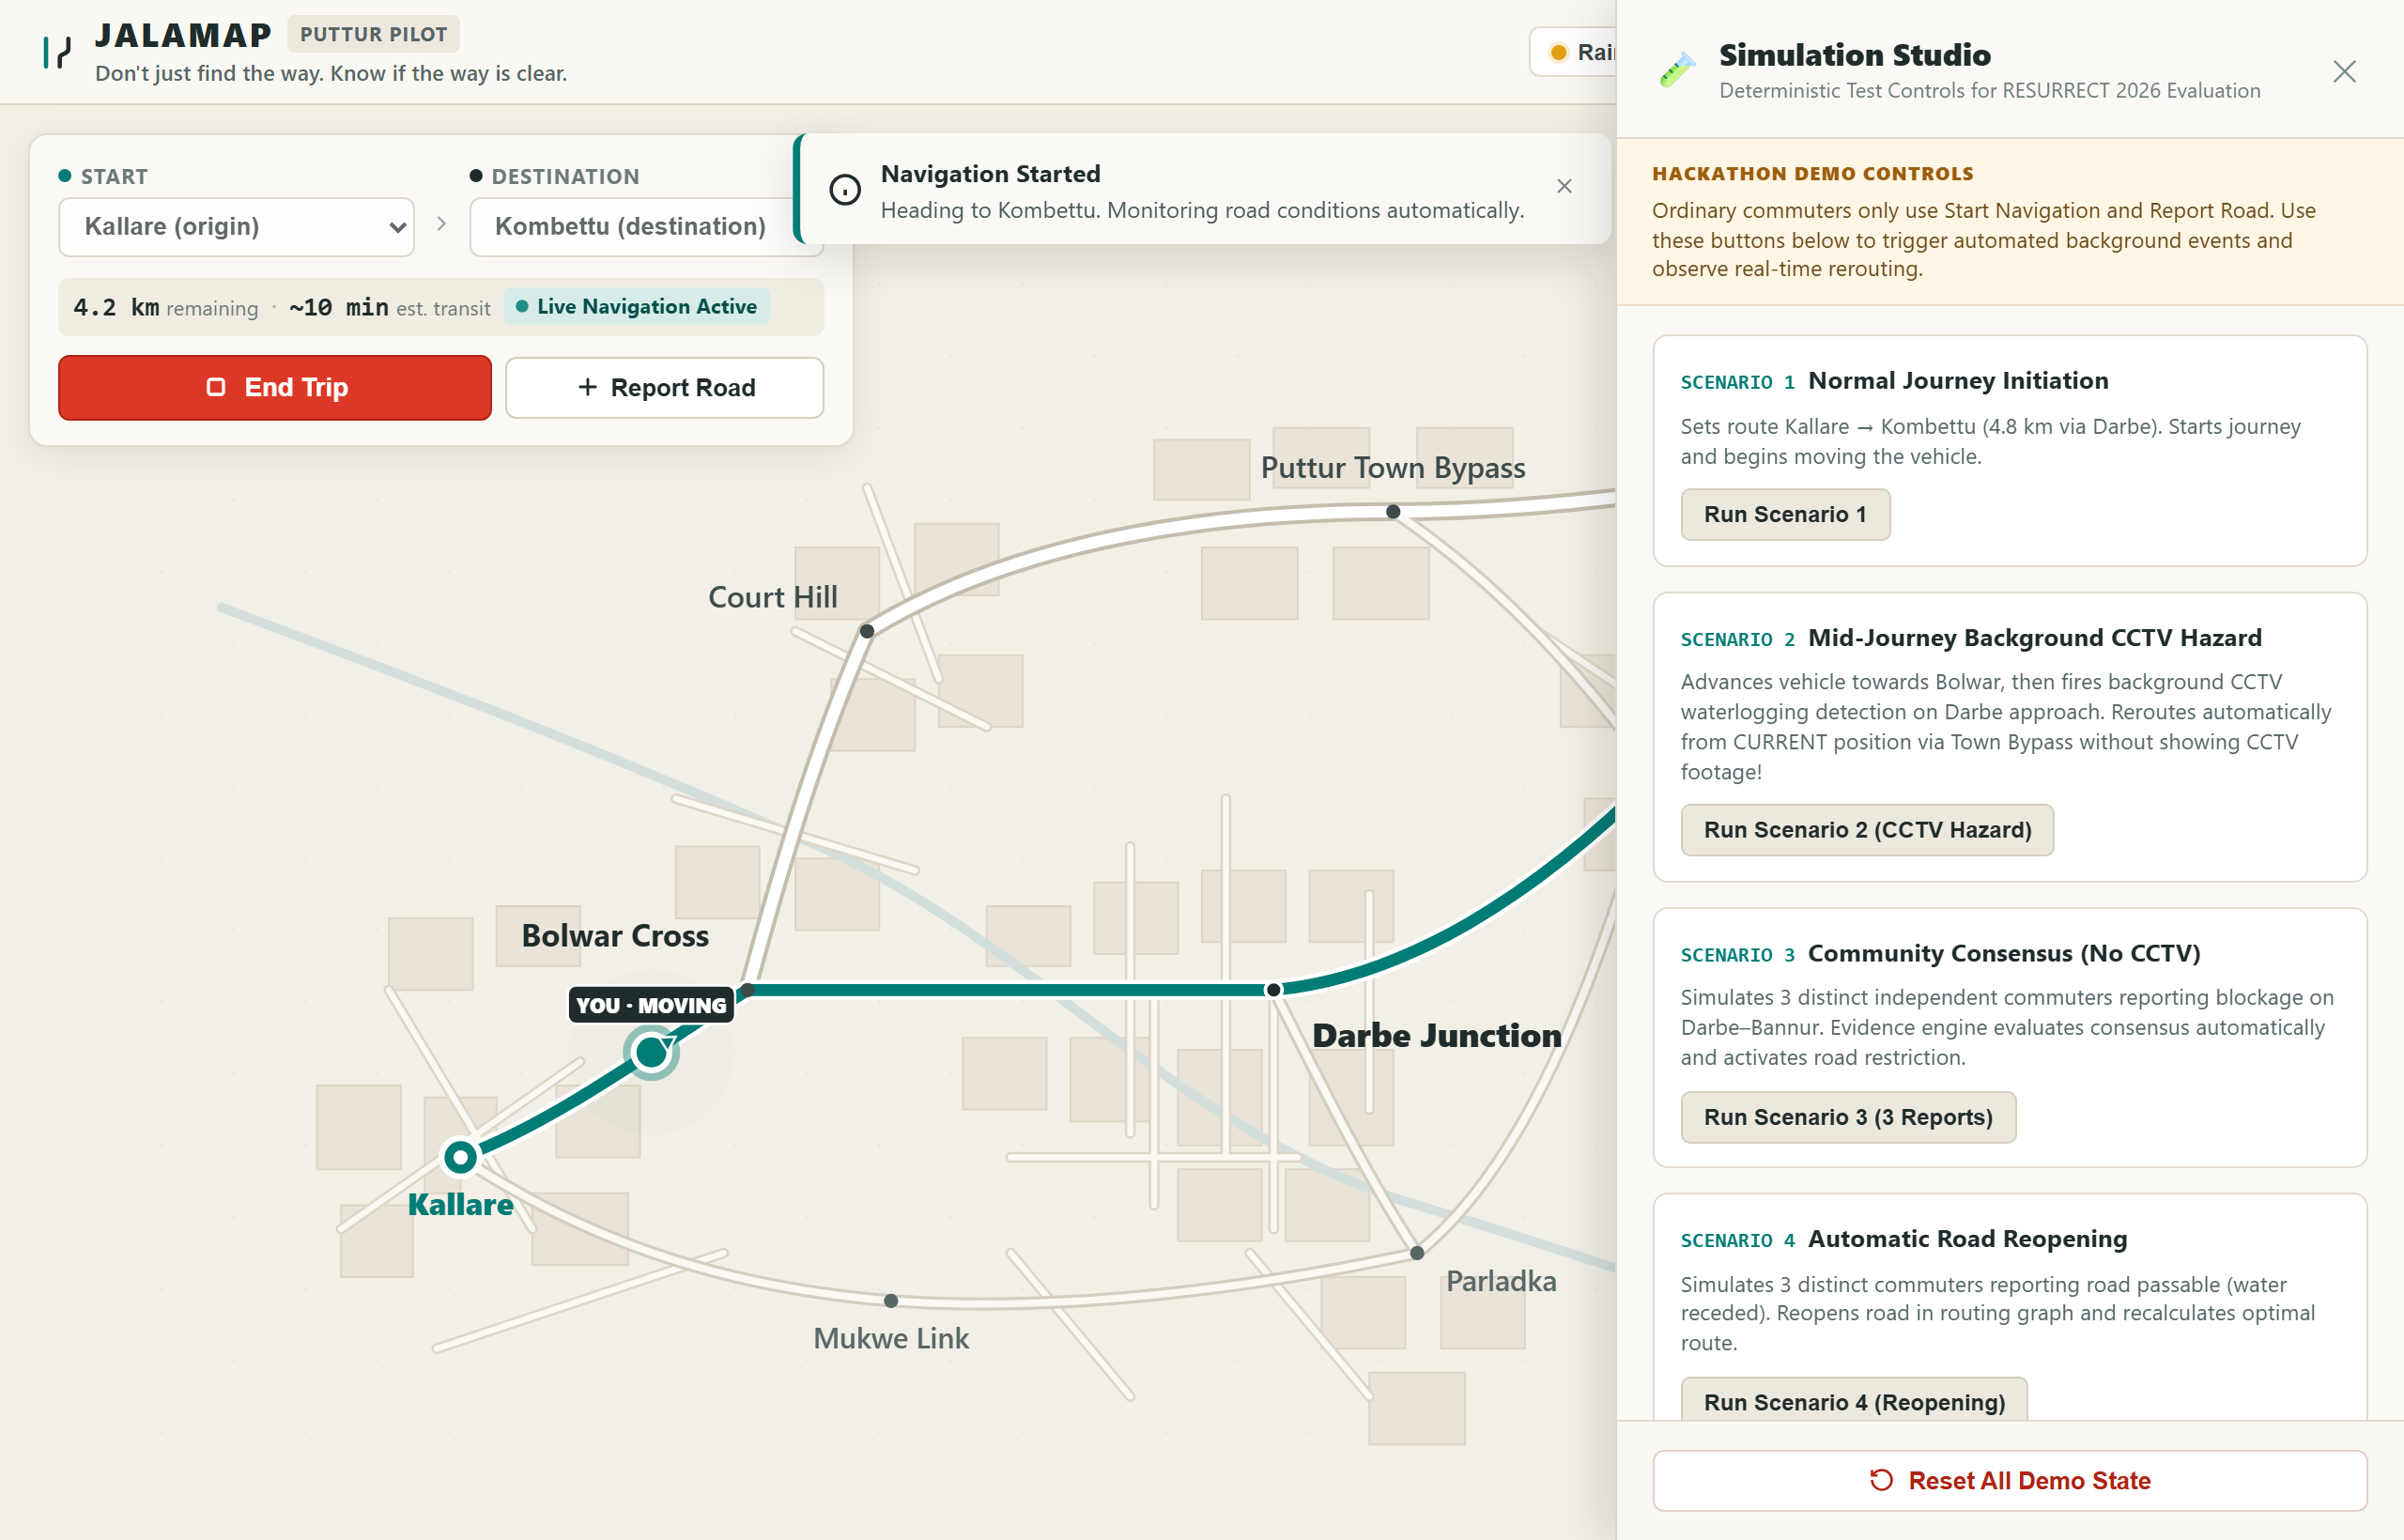 JALAMAP
PUTTUR PILOT
Don't just find the way. Know if the way is clear.
START
DESTINATION
Kallare (origin)
Kombettu (destination)
4.2 km remaining · ~10 min est. transit
Live Navigation Active
End Trip
+ Report Road
Navigation Started
Heading to Kombettu. Monitoring road conditions automatically.
Puttur Town Bypass
Court Hill
Bolwar Cross
YOU · MOVING
Darbe Junction
Kallare
Parladka
Mukwe Link
Simulation Studio
Deterministic Test Controls for RESURRECT 2026 Evaluation
HACKATHON DEMO CONTROLS
Ordinary commuters only use Start Navigation and Report Road. Use
these buttons below to trigger automated background events and
observe real-time rerouting.
SCENARIO 1 Normal Journey Initiation
Sets route Kallare → Kombettu (4.8 km via Darbe). Starts journey
and begins moving the vehicle.
Run Scenario 1
SCENARIO 2 Mid-Journey Background CCTV Hazard
Advances vehicle towards Bolwar, then fires background CCTV
waterlogging detection on Darbe approach. Reroutes automatically
from CURRENT position via Town Bypass without showing CCTV
footage!
Run Scenario 2 (CCTV Hazard)
SCENARIO 3 Community Consensus (No CCTV)
Simulates 3 distinct independent commuters reporting blockage on
Darbe–Bannur. Evidence engine evaluates consensus automatically
and activates road restriction.
Run Scenario 3 (3 Reports)
SCENARIO 4 Automatic Road Reopening
Simulates 3 distinct commuters reporting road passable (water
receded). Reopens road in routing graph and recalculates optimal
route.
Run Scenario 4 (Reopening)
Reset All Demo State